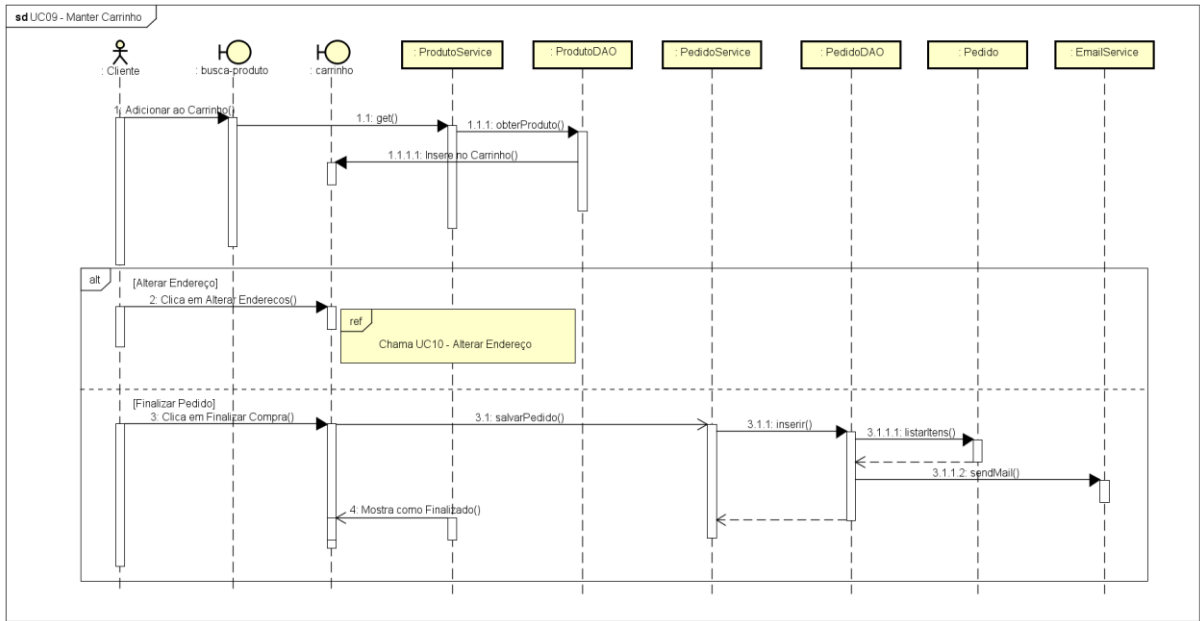 sd UC09 - Manter Carrinho
: Cliente
: busca-produto
: carrinho
: ProdutoService
: ProdutoDAO
: PedidoService
: PedidoDAO
: Pedido
: EmailService
1: Adicionar ao Carrinho()
1.1: get()
1.1.1: obterProduto()
1.1.1.1: Insere no Carrinho()
alt
[Alterar Endereço]
2: Clica em Alterar Enderecos()
ref
Chama UC10 - Alterar Endereço
[Finalizar Pedido]
3: Clica em Finalizar Compra()
3.1: salvarPedido()
3.1.1: inserir()
3.1.1.1: listarItens()
3.1.1.2: sendMail()
4: Mostra como Finalizado()